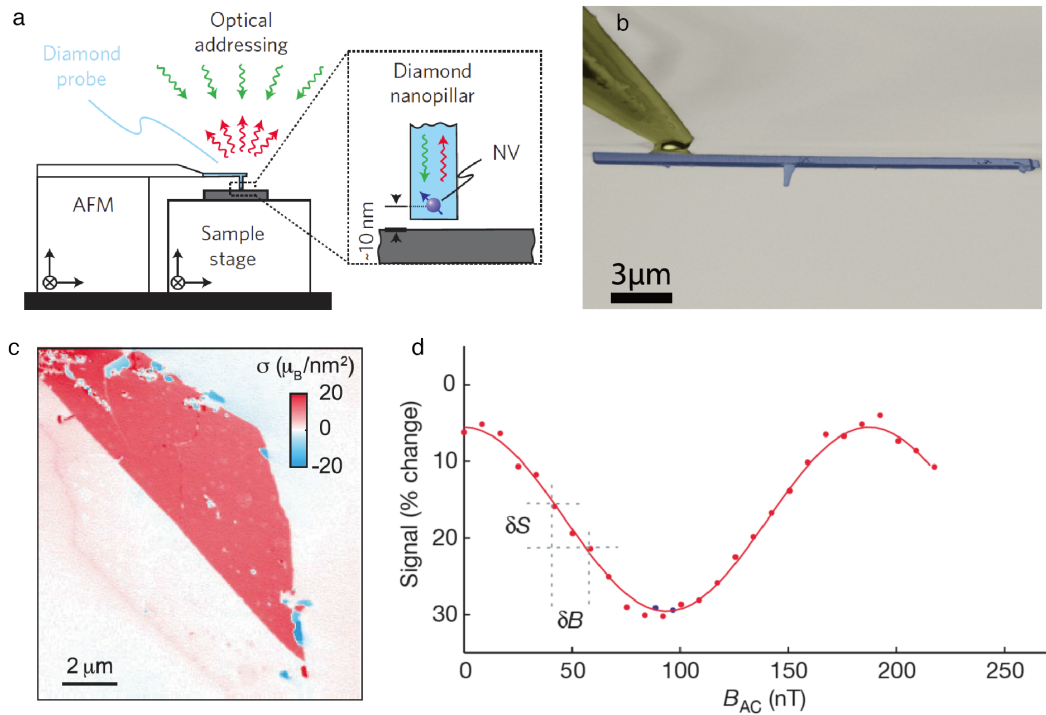 a
Optical
addressing
Diamond
probe
AFM
Sample
stage
Diamond
nanopillar
NV
~10 nm
b
3μm
c
σ (μB/nm²)
20
0
-20
2 μm
d
0
10
20
30
Signal (% change)
δS
δB
0
50
100
150
200
250
BAC (nT)